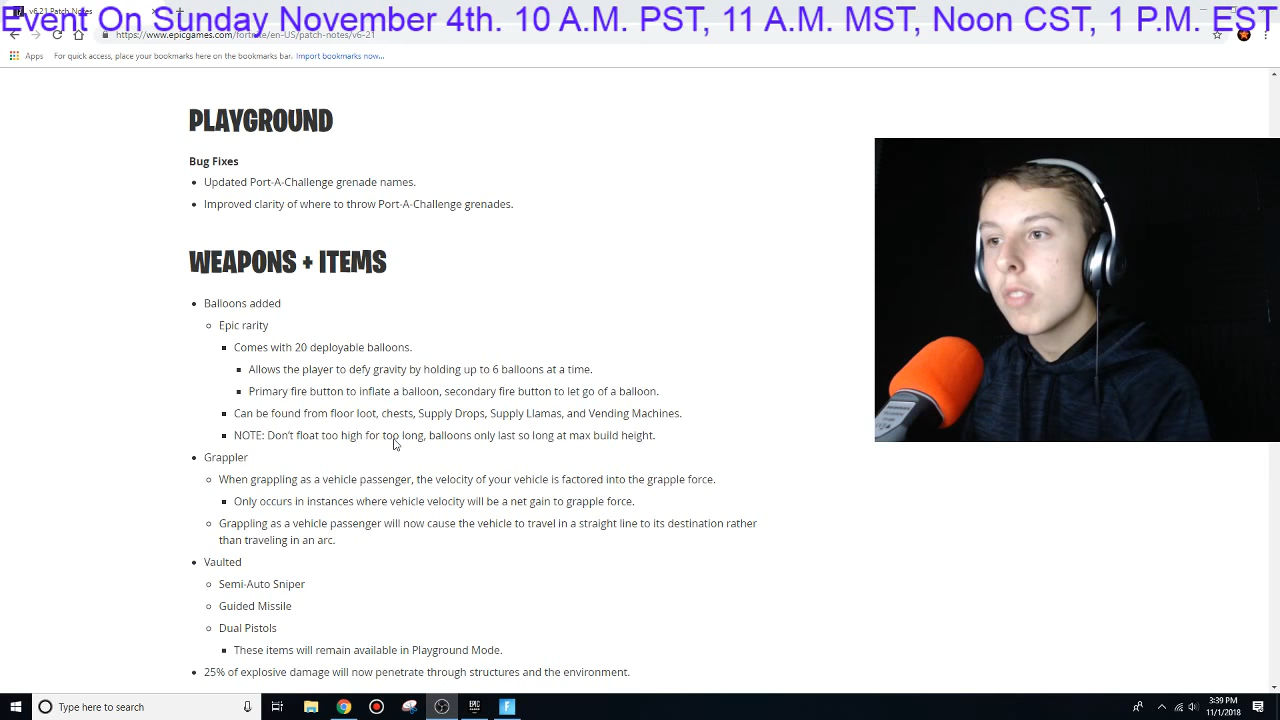 Event On Sunday November 4th. 10 A.M. PST, 11 A.M. MST, Noon CST, 1 P.M. EST
v6.21 Patch Notes
https://www.epicgames.com/fortnite/en-US/patch-notes/v6-21
Apps For quick access, place your bookmarks here on the bookmarks bar. Import bookmarks now...
PLAYGROUND
Bug Fixes
Updated Port-A-Challenge grenade names.
Improved clarity of where to throw Port-A-Challenge grenades.
WEAPONS + ITEMS
Balloons added
Epic rarity
Comes with 20 deployable balloons.
Allows the player to defy gravity by holding up to 6 balloons at a time.
Primary fire button to inflate a balloon, secondary fire button to let go of a balloon.
Can be found from floor loot, chests, Supply Drops, Supply Llamas, and Vending Machines.
NOTE: Don't float too high for too long, balloons only last so long at max build height.
Grappler
When grappling as a vehicle passenger, the velocity of your vehicle is factored into the grapple force.
Only occurs in instances where vehicle velocity will be a net gain to grapple force.
Grappling as a vehicle passenger will now cause the vehicle to travel in a straight line to its destination rather
than traveling in an arc.
Vaulted
Semi-Auto Sniper
Guided Missile
Dual Pistols
These items will remain available in Playground Mode.
25% of explosive damage will now penetrate through structures and the environment.
Type here to search
EPIC
F
3:39 PM
11/1/2018